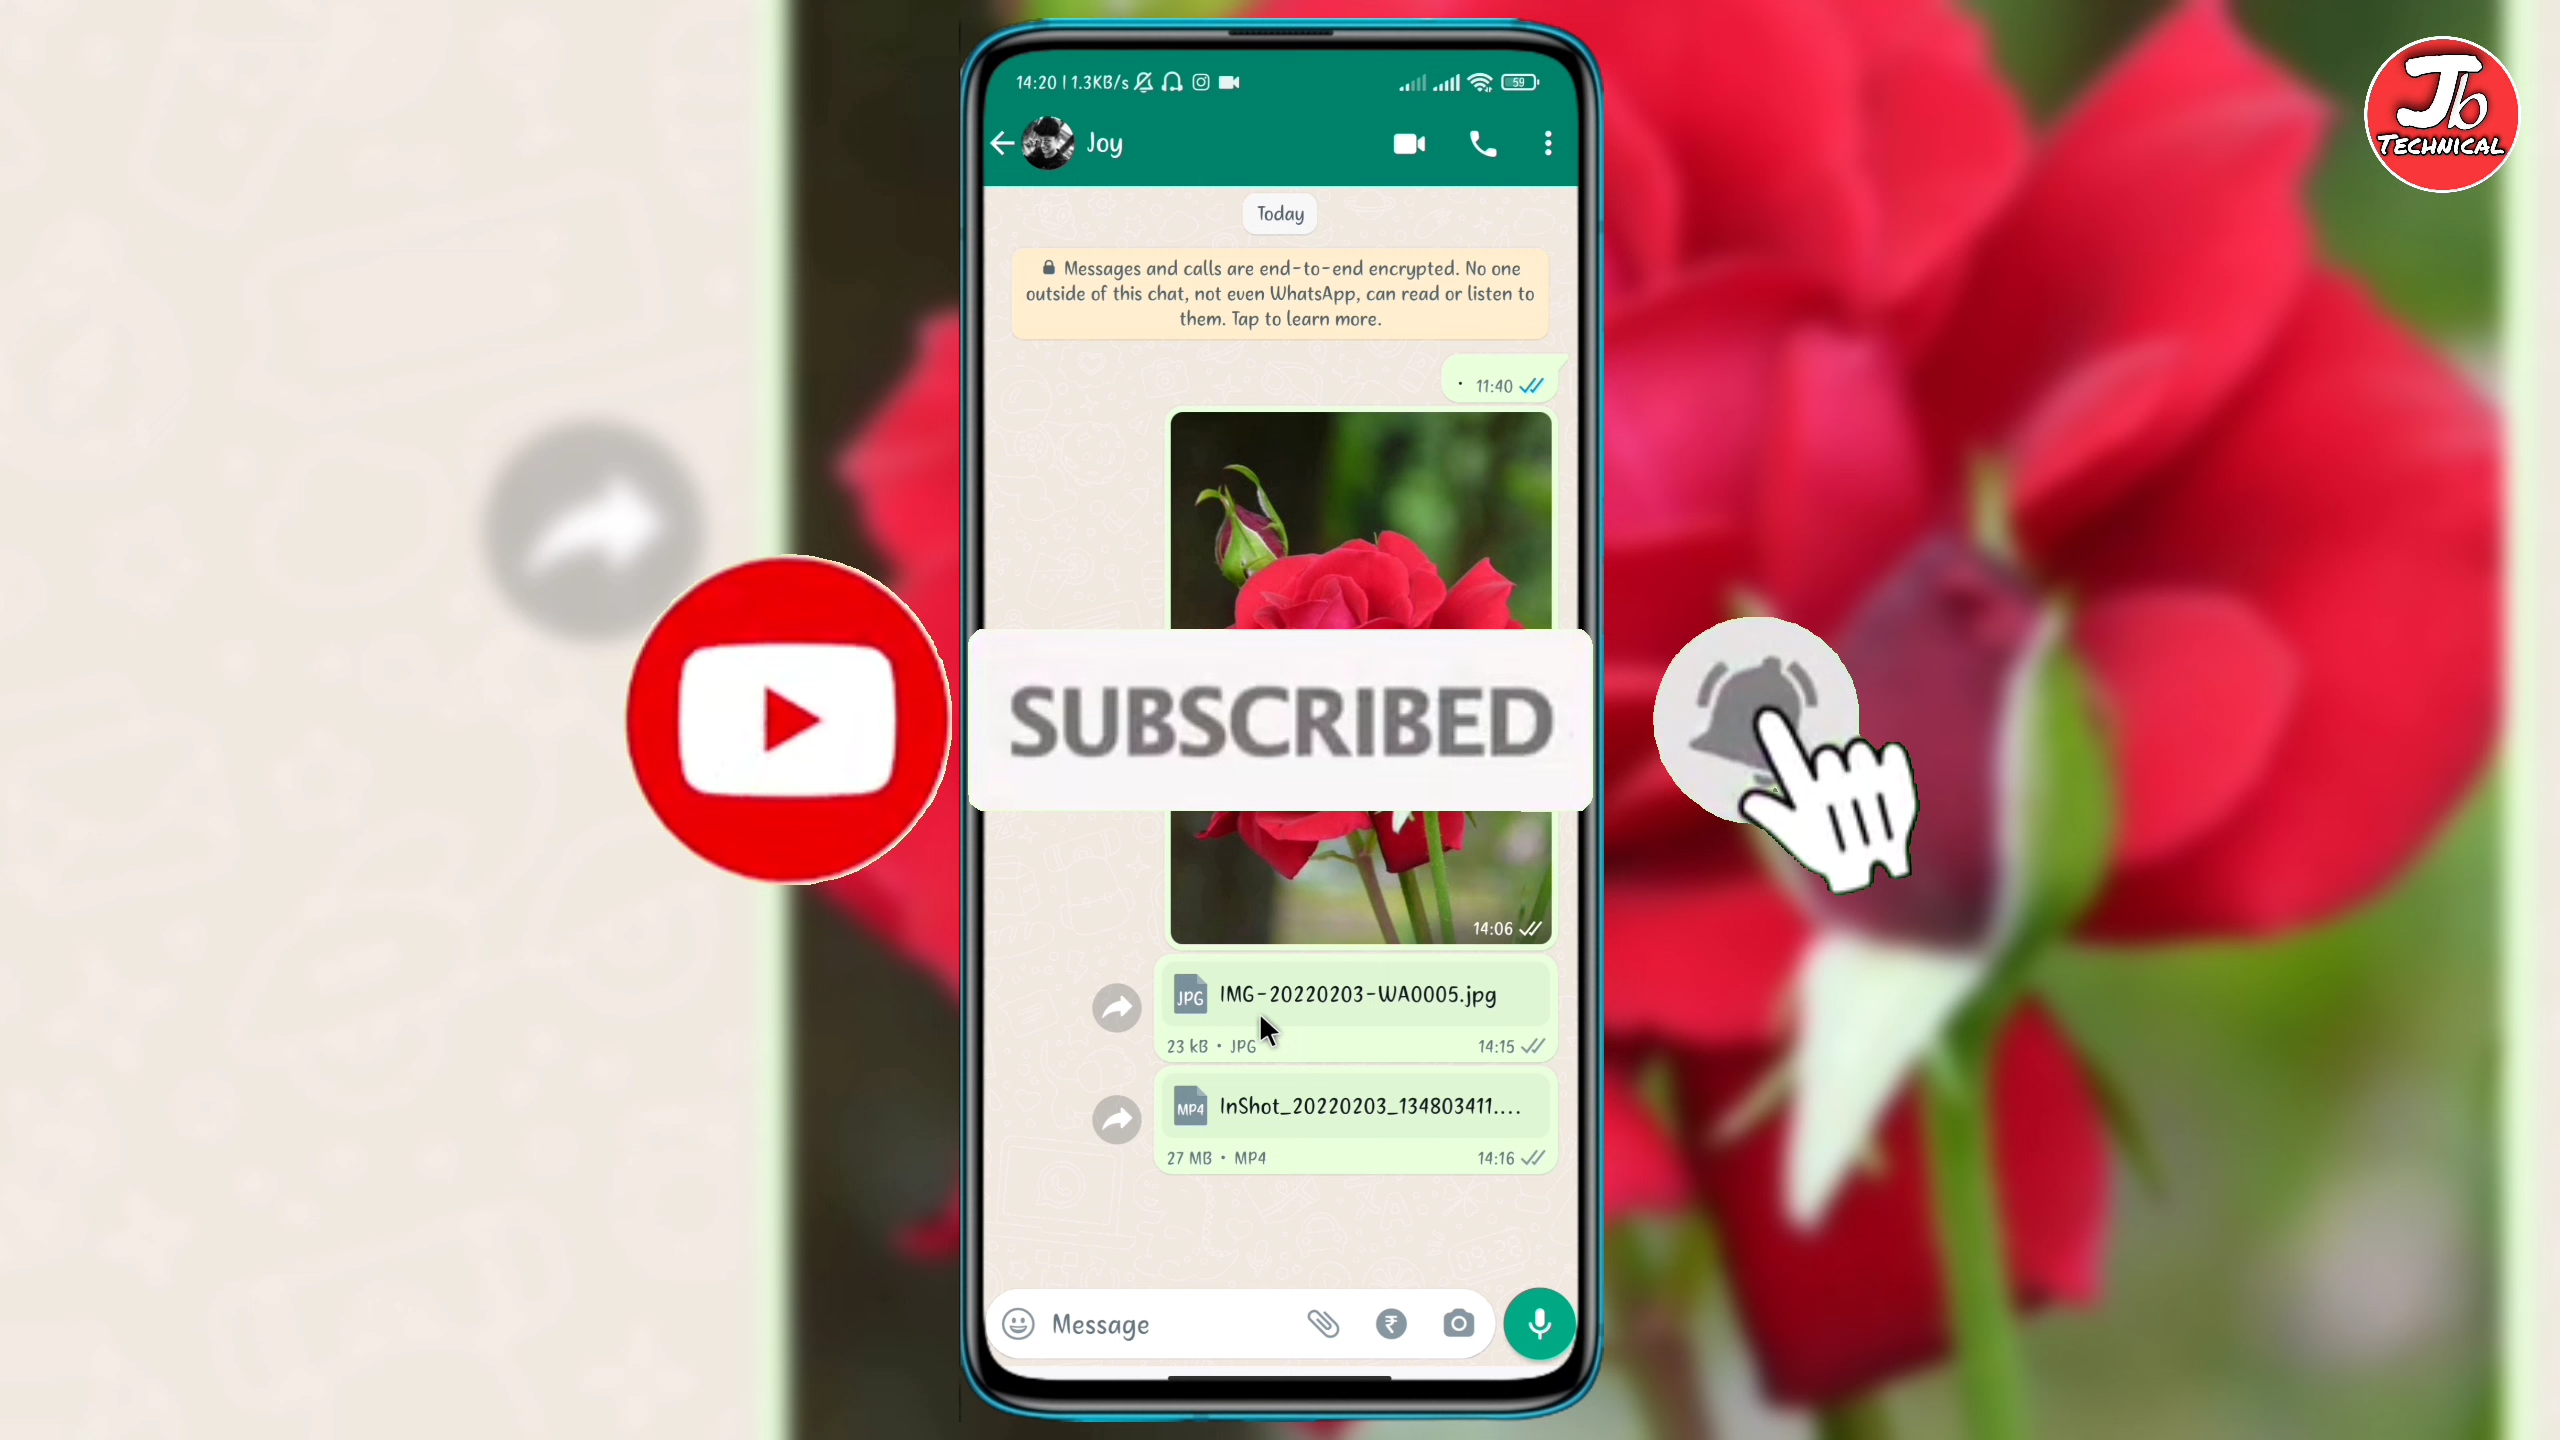 14:20 | 1.3KB/s
59
Joy
Jb
TECHNICAL
Today
Messages and calls are end-to-end encrypted. No one
outside of this chat, not even WhatsApp, can read or listen to
them. Tap to learn more.
. 11:40
SUBSCRIBED
14:06
JPG IMG-20220203-WA0005.jpg
23 kB • JPG 14:15
MP4 InShot_20220203_134803411....
27 MB • MP4 14:16
Message
₹